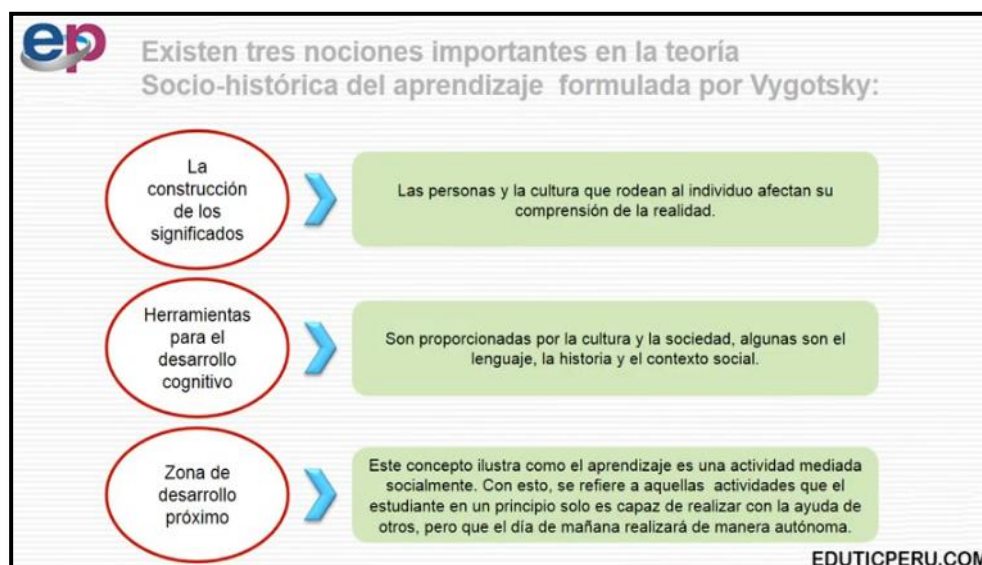 ep
Existen tres nociones importantes en la teoría
Socio-histórica del aprendizaje formulada por Vygotsky:
La
construcción
de los
significados
Las personas y la cultura que rodean al individuo afectan su
comprensión de la realidad.
Herramientas
para el
desarrollo
cognitivo
Son proporcionadas por la cultura y la sociedad, algunas son el
lenguaje, la historia y el contexto social.
Zona de
desarrollo
próximo
Este concepto ilustra como el aprendizaje es una actividad mediada
socialmente. Con esto, se refiere a aquellas actividades que el
estudiante en un principio solo es capaz de realizar con la ayuda de
otros, pero que el día de mañana realizará de manera autónoma.
EDUTICPERU.COM